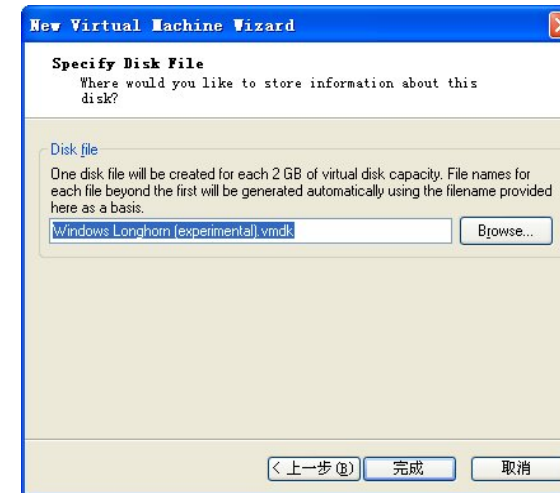 New Virtual Machine Wizard
Specify Disk File
Where would you like to store information about this
disk?
Disk file
One disk file will be created for each 2 GB of virtual disk capacity. File names for
each file beyond the first will be generated automatically using the filename provided
here as a basis.
Windows Longhorn (experimental).vmdk
Browse...
< 上一步(B)
完成
取消